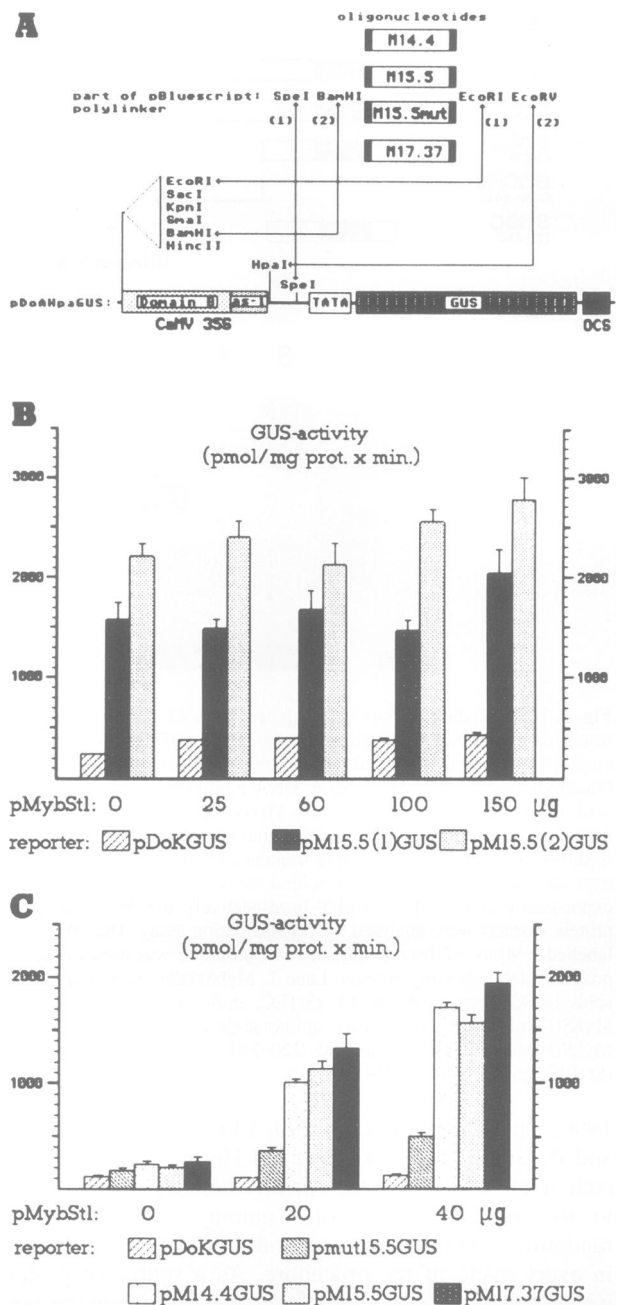 A
oligonucleotides
M14.4
M15.5
part of pBluescript: SpeI BamHI EcoRI EcoRV
polylinker
(1) (2) M15.5mut (1) (2)
M17.37
EcoRI
SacI
KpnI
SmaI
BamHI
HincII
HpaI
SpeI
pDoAHpaGUS: Domain B as-1 TATA GUS
CaMV 35S OCS
B
GUS-activity
(pmol/mg prot. x min.)
3000 3000
2000 2000
1000 1000
pMybSt1: 0 25 60 100 150 µg
reporter: pDoKGUS pM15.5(1)GUS pM15.5(2)GUS
C
GUS-activity
(pmol/mg prot. x min.)
2000 2000
1000 1000
pMybSt1: 0 20 40 µg
reporter: pDoKGUS pmut15.5GUS
pM14.4GUS pM15.5GUS pM17.37GUS